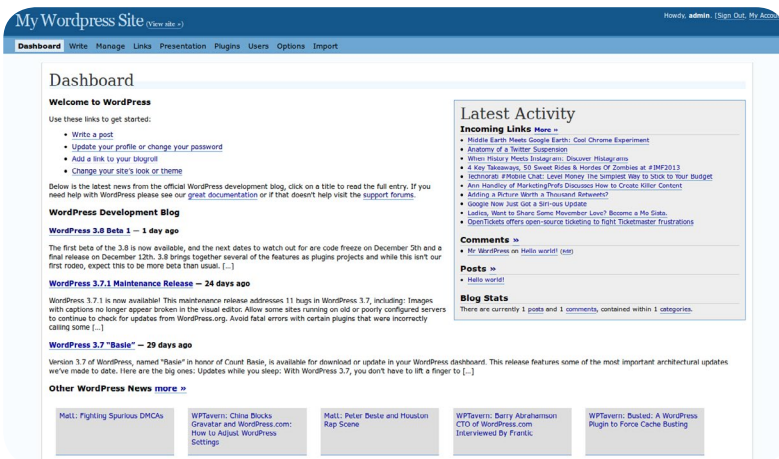 My Wordpress Site (View site »)
Howdy, admin. [Sign Out, My Accou
Dashboard Write Manage Links Presentation Plugins Users Options Import
Dashboard
Welcome to WordPress
Use these links to get started:
• Write a post
• Update your profile or change your password
• Add a link to your blogroll
• Change your site's look or theme
Below is the latest news from the official WordPress development blog, click on a title to read the full entry. If you
need help with WordPress please see our great documentation or if that doesn't help visit the support forums.
WordPress Development Blog
WordPress 3.8 Beta 1 — 1 day ago
The first beta of the 3.8 is now available, and the next dates to watch out for are code freeze on December 5th and a
final release on December 12th. 3.8 brings together several of the features as plugins projects and while this isn't our
first rodeo, expect this to be more beta than usual. [...]
WordPress 3.7.1 Maintenance Release — 24 days ago
WordPress 3.7.1 is now available! This maintenance release addresses 11 bugs in WordPress 3.7, including: Images
with captions no longer appear broken in the visual editor. Allow some sites running on old or poorly configured servers
to continue to check for updates from WordPress.org. Avoid fatal errors with certain plugins that were incorrectly
calling some [...]
WordPress 3.7 "Basie" — 29 days ago
Version 3.7 of WordPress, named "Basie" in honor of Count Basie, is available for download or update in your WordPress dashboard. This release features some of the most important architectural updates
we've made to date. Here are the big ones: Updates while you sleep: With WordPress 3.7, you don't have to lift a finger to [...]
Other WordPress News more »
Matt: Fighting Spurious DMCAs
WPTavern: China Blocks
Gravatar and WordPress.com:
How to Adjust WordPress
Settings
Matt: Peter Beste and Houston
Rap Scene
WPTavern: Barry Abrahamson
CTO of WordPress.com
Interviewed By Frantic
WPTavern: Busted: A WordPress
Plugin to Force Cache Busting
Latest Activity
Incoming Links More »
• Middle Earth Meets Google Earth: Cool Chrome Experiment
• Anatomy of a Twitter Suspension
• When History Meets Instagram: Discover Histagrams
• 4 Key Takeaways, 50 Sweet Rides & Hordes Of Zombies at #IMF2013
• Technorati #Mobile Chat: Level Money The Simplest Way to Stick to Your Budget
• Ann Handley of MarketingProfs Discusses How to Create Killer Content
• Adding a Picture Worth a Thousand Retweets?
• Google Now Just Got a Siri-ous Update
• Ladies, Want to Share Some Movember Love? Become a Mo Sista.
• OpenTickets offers open-source ticketing to fight Ticketmaster frustrations
Comments »
• Mr WordPress on Hello world! (Edit)
Posts »
• Hello world!
Blog Stats
There are currently 1 posts and 1 comments, contained within 1 categories.